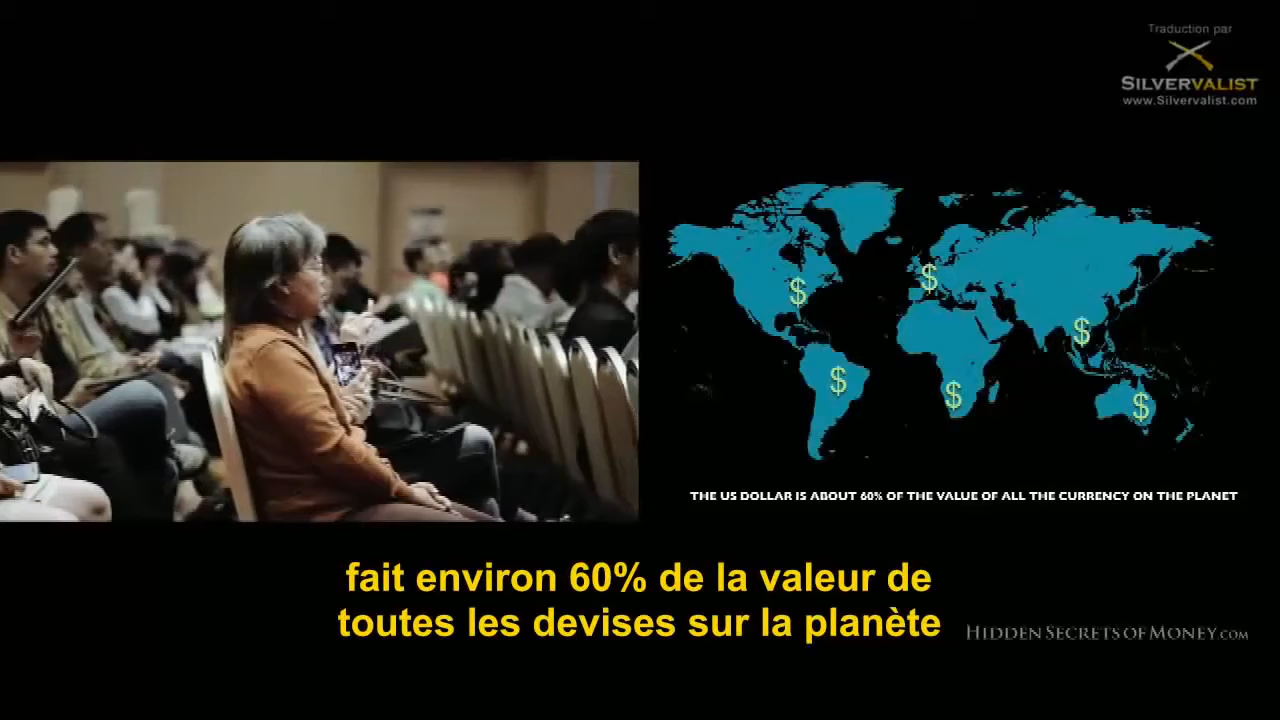 Traduction par
SILVERVALIST
www.Silvervalist.com
$
$
$
$
$
$
THE US DOLLAR IS ABOUT 60% OF THE VALUE OF ALL THE CURRENCY ON THE PLANET
fait environ 60% de la valeur de
toutes les devises sur la planète
HIDDEN SECRETS OF MONEY.COM